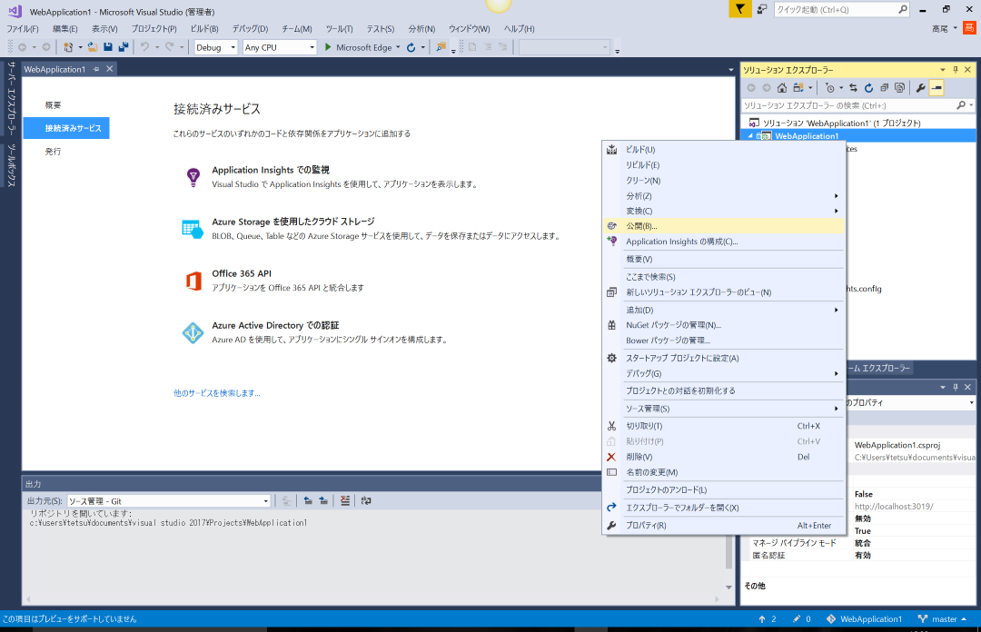 WebApplication1 - Microsoft Visual Studio (管理者)
クイック起動 (Ctrl+Q)
ファイル(F) 編集(E) 表示(V) プロジェクト(P) ビルド(B) デバッグ(D) チーム(M) ツール(T) テスト(S) 分析(N) ウィンドウ(W) ヘルプ(H)
高尾
Debug Any CPU Microsoft Edge
サーバー エクスプローラー
ツールボックス
WebApplication1
概要
接続済みサービス
発行
接続済みサービス
これらのサービスのいずれかのコードと依存関係をアプリケーションに追加する
Application Insights での監視
Visual Studio で Application Insights を使用して、アプリケーションを表示します。
Azure Storage を使用したクラウド ストレージ
BLOB、Queue、Table などの Azure Storage サービスを使用して、データを保存またはデータにアクセスします。
Office 365 API
アプリケーションを Office 365 API と統合します
Azure Active Directory での認証
Azure AD を使用して、アプリケーションにシングル サインオンを構成します。
他のサービスを検索します...
ソリューション エクスプローラー
ソリューション エクスプローラー の検索 (Ctrl+:)
ソリューション 'WebApplication1' (1 プロジェクト)
WebApplication1
ces
hts.config
ビルド(U)
リビルド(E)
クリーン(N)
分析(Z)
変換(C)
公開(B)...
Application Insights の構成(C)...
概要(V)
ここまで検索(S)
新しいソリューション エクスプローラーのビュー(N)
追加(D)
NuGet パッケージの管理(N)...
Bower パッケージの管理...
スタートアップ プロジェクトに設定(A)
デバッグ(G)
プロジェクトとの対話を初期化する
ソース管理(S)
切り取り(T) Ctrl+X
貼り付け(P) Ctrl+V
削除(V) Del
名前の変更(M)
プロジェクトのアンロード(L)
エクスプローラーでフォルダーを開く(X)
プロパティ(R) Alt+Enter
ーム エクスプローラー
のプロパティ
WebApplication1.csproj
C:¥Users¥tetsu¥documents¥visua
False
http://localhost:3019/
無効
True
マネージ パイプライン モード 統合
匿名認証 有効
その他
出力
出力元(S): ソース管理 - Git
リポジトリを開いています:
c:¥users¥tetsu¥documents¥visual studio 2017¥Projects¥WebApplication1
この項目はプレビューをサポートしていません
2 0 WebApplication1 master